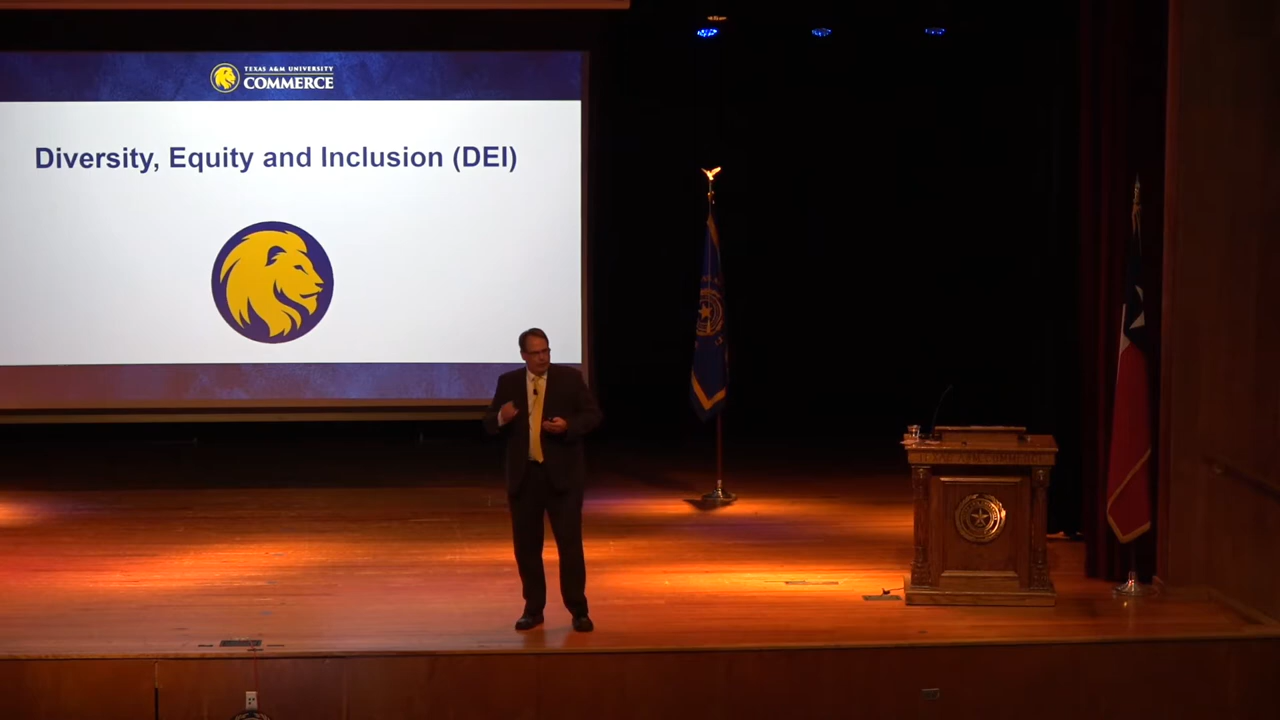 TEXAS A&M UNIVERSITY
COMMERCE
Diversity, Equity and Inclusion (DEI)